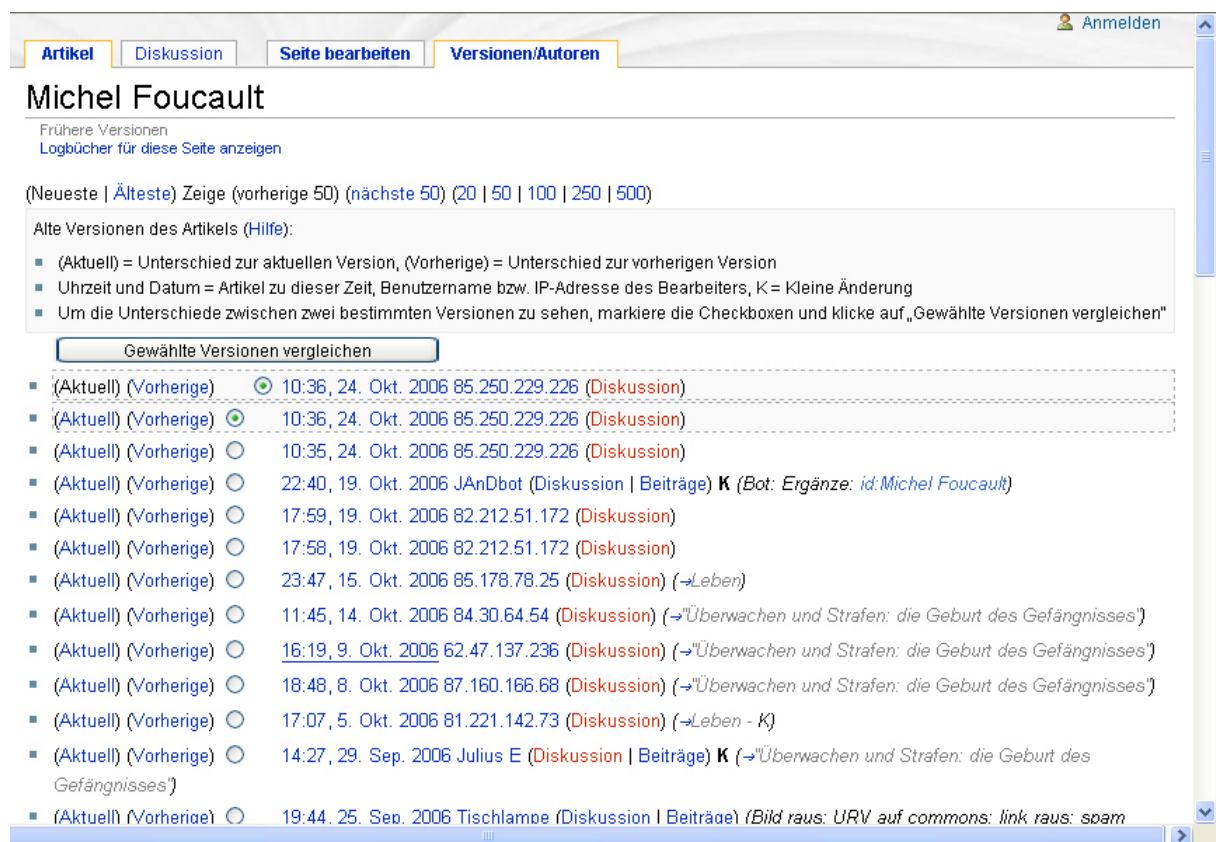 Anmelden
Artikel Diskussion Seite bearbeiten Versionen/Autoren
Michel Foucault
Frühere Versionen
Logbücher für diese Seite anzeigen
(Neueste | Älteste) Zeige (vorherige 50) (nächste 50) (20 | 50 | 100 | 250 | 500)
Alte Versionen des Artikels (Hilfe):
(Aktuell) = Unterschied zur aktuellen Version, (Vorherige) = Unterschied zur vorherigen Version
Uhrzeit und Datum = Artikel zu dieser Zeit, Benutzername bzw. IP-Adresse des Bearbeiters, K = Kleine Änderung
Um die Unterschiede zwischen zwei bestimmten Versionen zu sehen, markiere die Checkboxen und klicke auf „Gewählte Versionen vergleichen"
Gewählte Versionen vergleichen
(Aktuell) (Vorherige) 10:36, 24. Okt. 2006 85.250.229.226 (Diskussion)
(Aktuell) (Vorherige) 10:36, 24. Okt. 2006 85.250.229.226 (Diskussion)
(Aktuell) (Vorherige) 10:35, 24. Okt. 2006 85.250.229.226 (Diskussion)
(Aktuell) (Vorherige) 22:40, 19. Okt. 2006 JAnDbot (Diskussion | Beiträge) K (Bot: Ergänze: id:Michel Foucault)
(Aktuell) (Vorherige) 17:59, 19. Okt. 2006 82.212.51.172 (Diskussion)
(Aktuell) (Vorherige) 17:58, 19. Okt. 2006 82.212.51.172 (Diskussion)
(Aktuell) (Vorherige) 23:47, 15. Okt. 2006 85.178.78.25 (Diskussion) (→Leben)
(Aktuell) (Vorherige) 11:45, 14. Okt. 2006 84.30.64.54 (Diskussion) (→"Überwachen und Strafen: die Geburt des Gefängnisses")
(Aktuell) (Vorherige) 16:19, 9. Okt. 2006 62.47.137.236 (Diskussion) (→"Überwachen und Strafen: die Geburt des Gefängnisses")
(Aktuell) (Vorherige) 18:48, 8. Okt. 2006 87.160.166.68 (Diskussion) (→"Überwachen und Strafen: die Geburt des Gefängnisses")
(Aktuell) (Vorherige) 17:07, 5. Okt. 2006 81.221.142.73 (Diskussion) (→Leben - K)
(Aktuell) (Vorherige) 14:27, 29. Sep. 2006 Julius E (Diskussion | Beiträge) K (→"Überwachen und Strafen: die Geburt des
Gefängnisses")
(Aktuell) (Vorherige) 19:44, 25. Sep. 2006 Tischlampe (Diskussion | Beiträge) (Bild raus: URV auf commons; link raus: spam